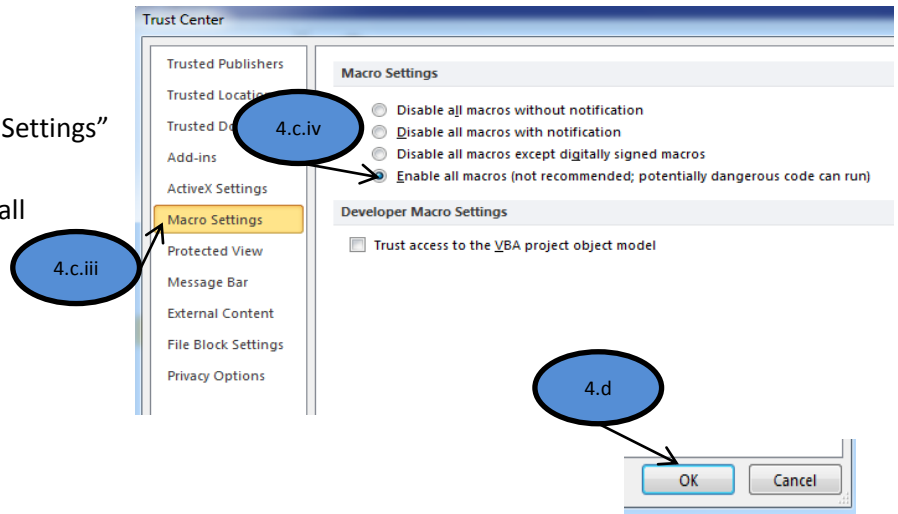 Trust Center
Settings”
all
Trusted Publishers
Trusted Locatio
Trusted Do
Add-ins
ActiveX Settings
Macro Settings
Protected View
Message Bar
External Content
File Block Settings
Privacy Options
4.c.iii
4.c.iv
Macro Settings
Disable all macros without notification
Disable all macros with notification
Disable all macros except digitally signed macros
Enable all macros (not recommended; potentially dangerous code can run)
Developer Macro Settings
Trust access to the VBA project object model
4.d
OK Cancel